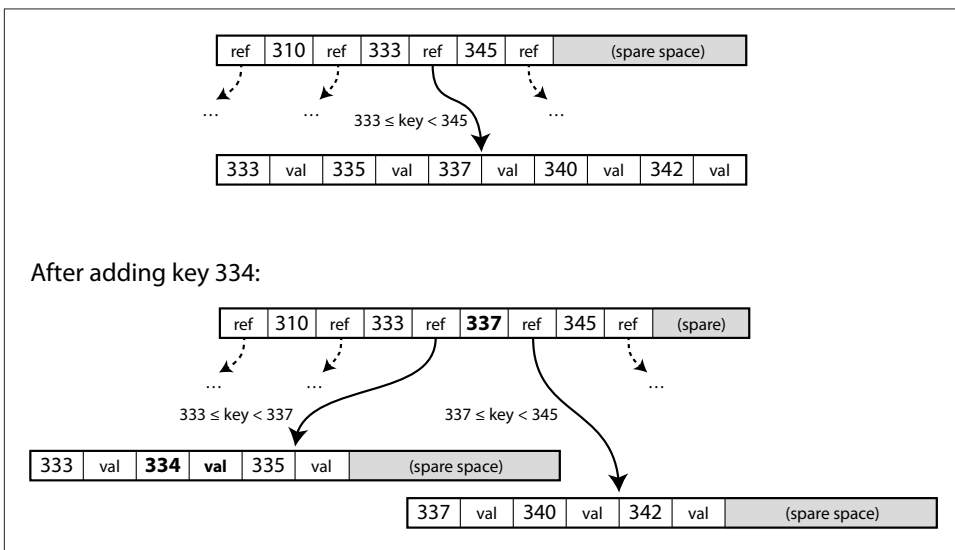 ref 310 ref 333 ref 345 ref (spare space)
... ... ...
333 ≤ key < 345
333 val 335 val 337 val 340 val 342 val
After adding key 334:
ref 310 ref 333 ref 337 ref 345 ref (spare)
... ... ...
333 ≤ key < 337 337 ≤ key < 345
333 val 334 val 335 val (spare space)
337 val 340 val 342 val (spare space)